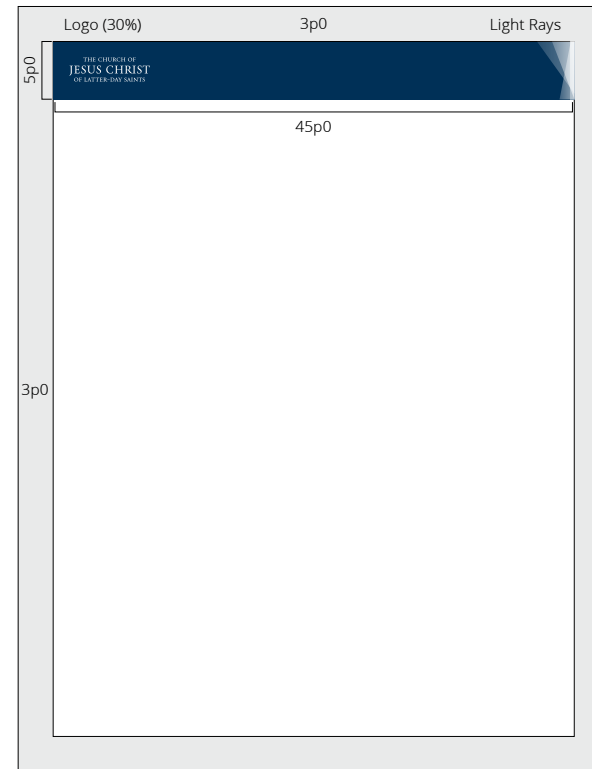 Logo (30%) 3p0 Light Rays
5p0
THE CHURCH OF
JESUS CHRIST
OF LATTER-DAY SAINTS
45p0
3p0